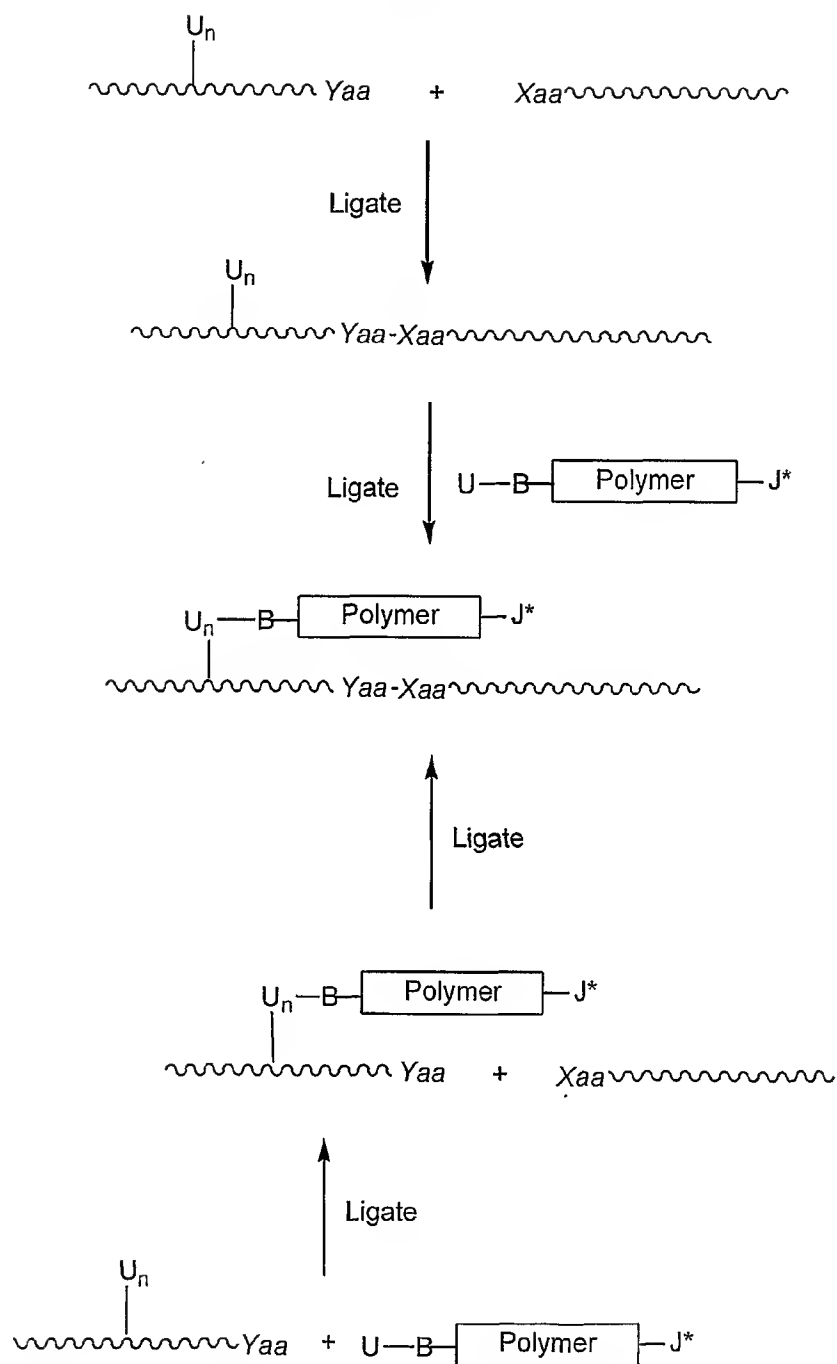 Un
Yaa + Xaa
Ligate
Un
Yaa-Xaa
Ligate U—B—Polymer—J*
Un—B—Polymer—J*
Yaa-Xaa
Ligate
Un—B—Polymer—J*
Yaa + Xaa
Ligate
Un
Yaa + U—B—Polymer—J*